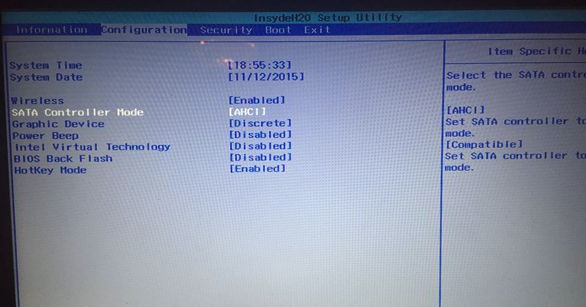 InsydeH2O Setup Utility
Information Configuration Security Boot Exit
Item Specific
System Time [18:55:33]
System Date [11/12/2015]
Select the SATA
mode.
Wireless [Enabled]
SATA Controller Mode [AHCI]
[AHCI]
Graphic Device [Discrete]
Set SATA controller to
Power Beep [Disabled]
mode.
Intel Virtual Technology [Disabled]
[Compatible]
BIOS Back Flash [Disabled]
Set SATA controller to
HotKey Mode [Enabled]
mode.